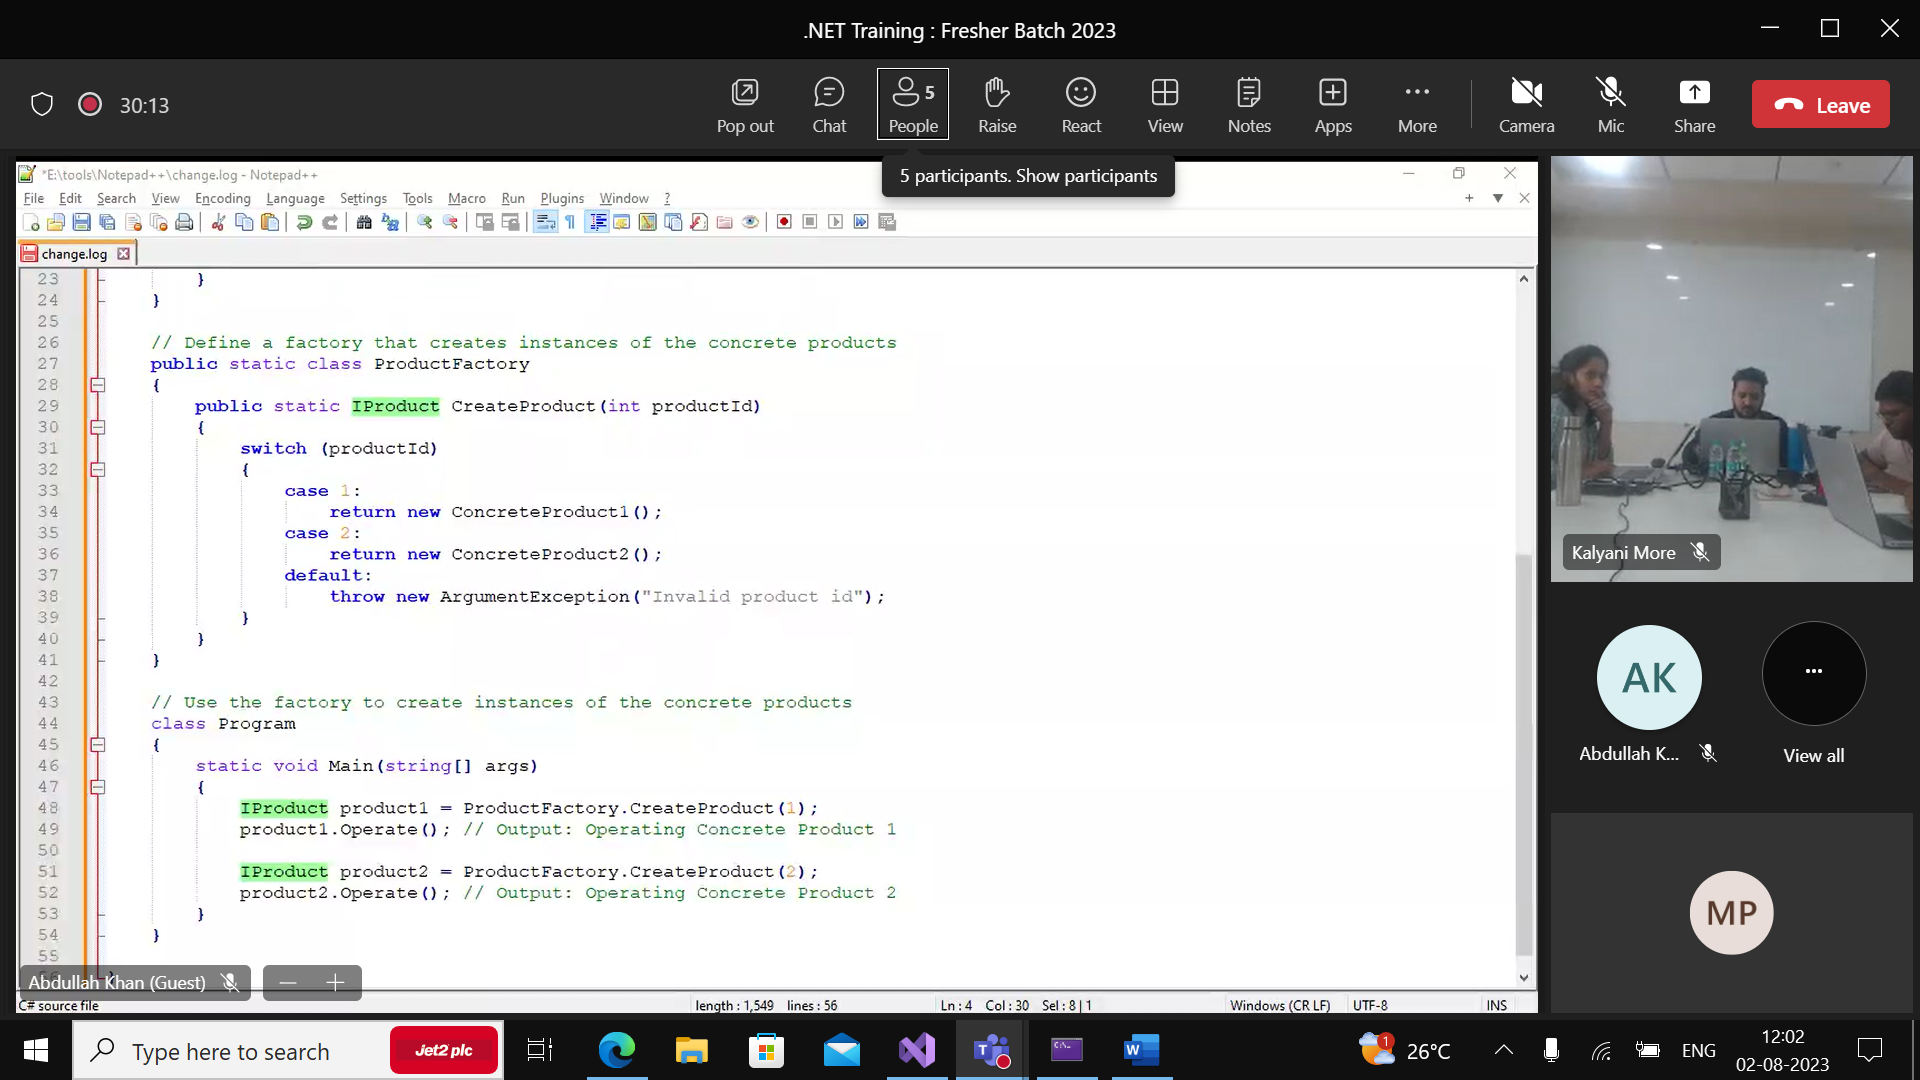 .NET Training : Fresher Batch 2023
30:13
Pop out
Chat
5
People
Raise
React
View
Notes
Apps
More
Camera
Mic
Share
Leave
5 participants. Show participants
*E:\tools\Notepad++\change.log - Notepad++
File Edit Search View Encoding Language Settings Tools Macro Run Plugins Window ?
change.log
23 }
24 }
25
26 // Define a factory that creates instances of the concrete products
27 public static class ProductFactory
28 {
29 public static IProduct CreateProduct(int productId)
30 {
31 switch (productId)
32 {
33 case 1:
34 return new ConcreteProduct1();
35 case 2:
36 return new ConcreteProduct2();
37 default:
38 throw new ArgumentException("Invalid product id");
39 }
40 }
41 }
42
43 // Use the factory to create instances of the concrete products
44 class Program
45 {
46 static void Main(string[] args)
47 {
48 IProduct product1 = ProductFactory.CreateProduct(1);
49 product1.Operate(); // Output: Operating Concrete Product 1
50
51 IProduct product2 = ProductFactory.CreateProduct(2);
52 product2.Operate(); // Output: Operating Concrete Product 2
53 }
54 }
55
Abdullah Khan (Guest)
C# source file length : 1,549 lines : 56 Ln : 4 Col : 30 Sel : 8 | 1 Windows (CR LF) UTF-8 INS
Kalyani More
AK
Abdullah K...
...
View all
MP
Type here to search
Jet2 plc
1
26°C
ENG
12:02
02-08-2023